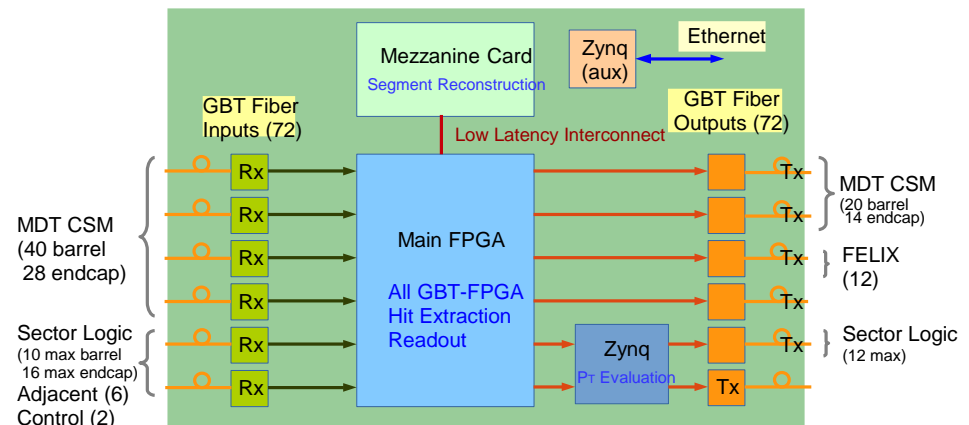 Mezzanine Card
Segment Reconstruction
Zynq
(aux)
Ethernet
GBT Fiber
Inputs (72)
Low Latency Interconnect
GBT Fiber
Outputs (72)
MDT CSM
(40 barrel
28 endcap)
Sector Logic
(10 max barrel
16 max endcap)
Adjacent (6)
Control (2)
Rx
Rx
Rx
Rx
Rx
Rx
Main FPGA
All GBT-FPGA
Hit Extraction
Readout
Zynq
PT Evaluation
Tx
Tx
Tx
Tx
Tx
Tx
MDT CSM
(20 barrel
14 endcap)
FELIX
(12)
Sector Logic
(12 max)